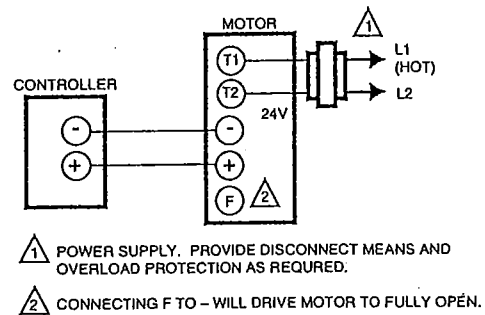 MOTOR
1
T1
L1
(HOT)
CONTROLLER
T2
L2
24V
-
-
+
+
F
2
1 POWER SUPPLY. PROVIDE DISCONNECT MEANS AND
OVERLOAD PROTECTION AS REQURED.
2 CONNECTING F TO – WILL DRIVE MOTOR TO FULLY OPEN.